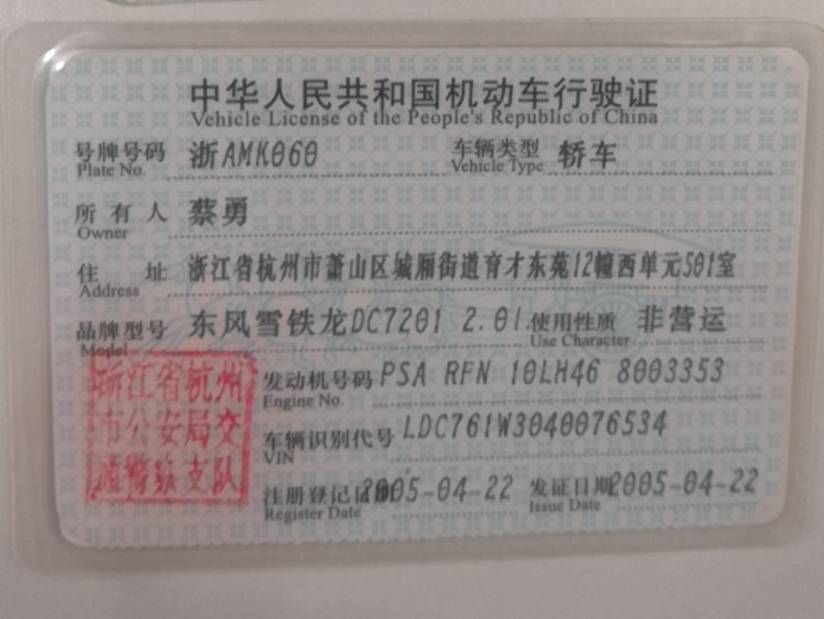 中华人民共和国机动车行驶证
Vehicle License of the People's Republic of China
号牌号码 浙AMK060 车辆类型 轿车
Plate No. Vehicle Type
所有人 蔡勇
Owner
住址 浙江省杭州市萧山区城厢街道育才东苑12幢西单元501室
Address
品牌型号 东风雪铁龙DC7201 2.0l 使用性质 非营运
Model Use Character
发动机号码 PSA RFN 10LH46 8003353
Engine No.
车辆识别代号 LDC761W3040076534
VIN
注册登记日期 2005-04-22 发证日期 2005-04-22
Register Date Issue Date
浙江省杭州
市公安局交
通警察支队